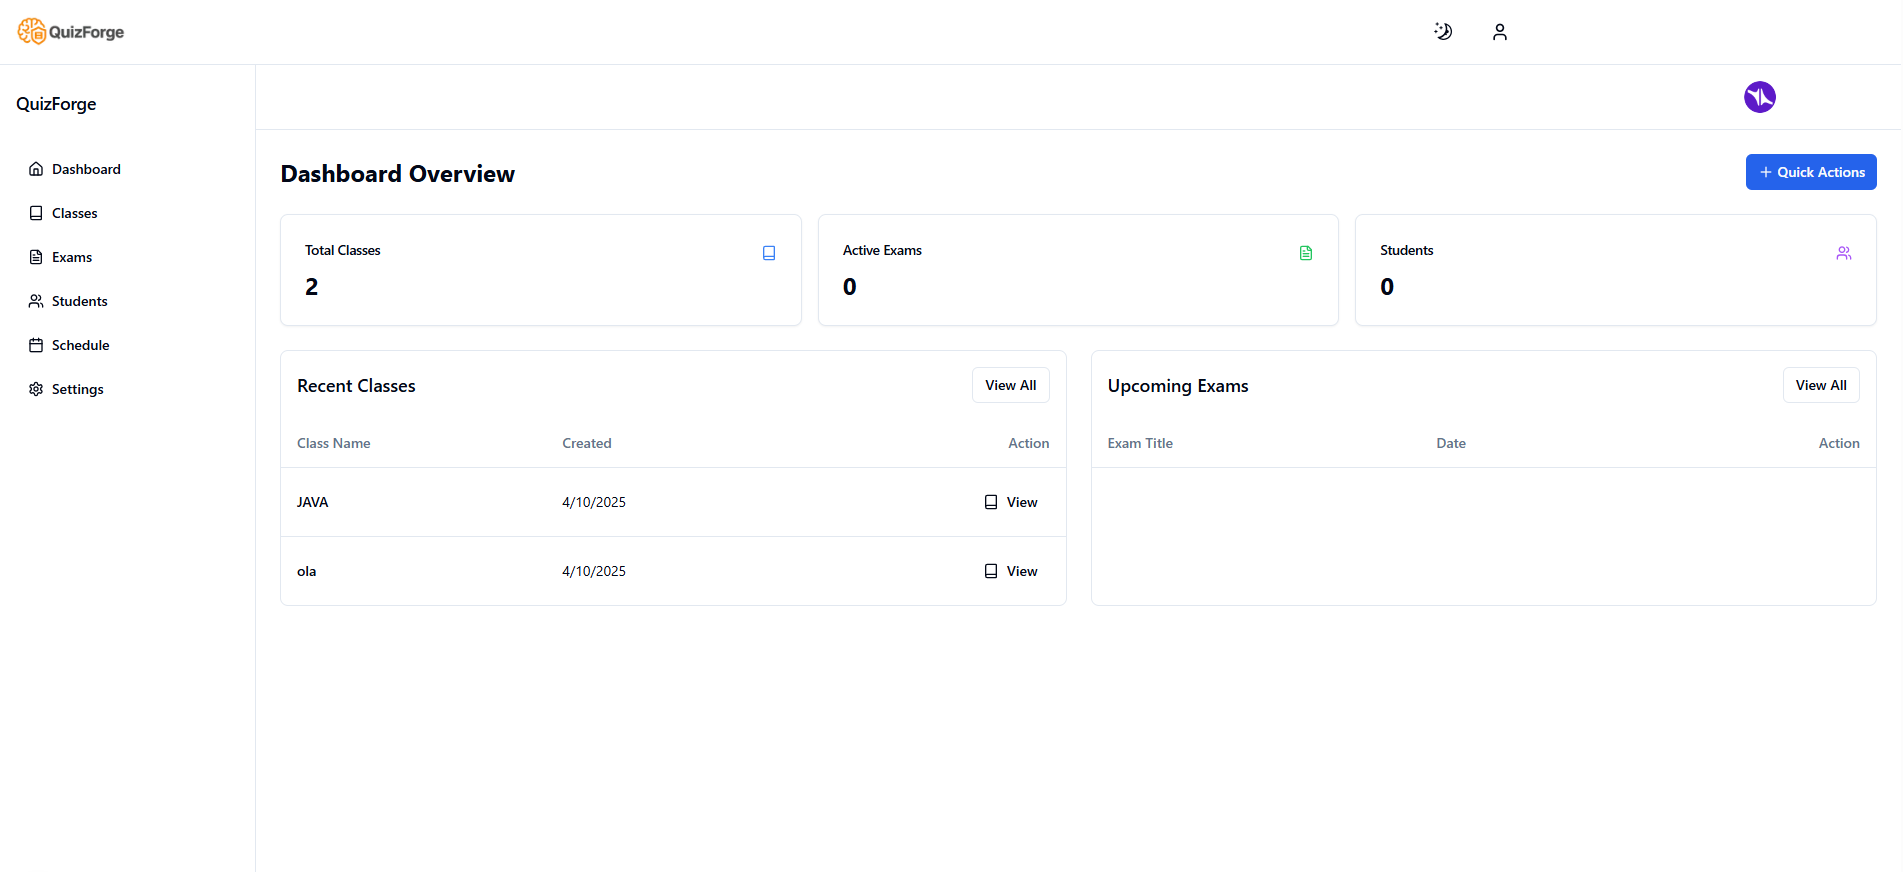 QuizForge
QuizForge
Dashboard
Classes
Exams
Students
Schedule
Settings
Dashboard Overview
Quick Actions
Total Classes
2
Active Exams
0
Students
0
Recent Classes
View All
Class Name Created Action
JAVA 4/10/2025 View
ola 4/10/2025 View
Upcoming Exams
View All
Exam Title Date Action